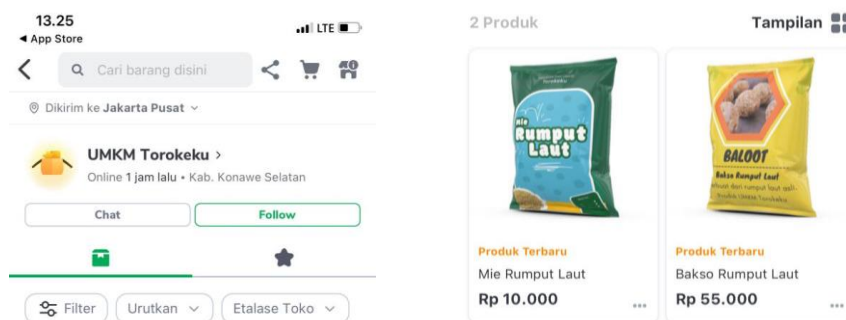 13.25
LTE
◀ App Store
Cari barang disini
Dikirim ke Jakarta Pusat
UMKM Torokeku >
Online 1 jam lalu • Kab. Konawe Selatan
Chat
Follow
Filter
Urutkan
Etalase Toko
2 Produk
Tampilan
Mie
Rumput
Laut
Produk Terbaru
Mie Rumput Laut
Rp 10.000
BALOOT
Bakso Rumput Laut
Produk Terbaru
Bakso Rumput Laut
Rp 55.000